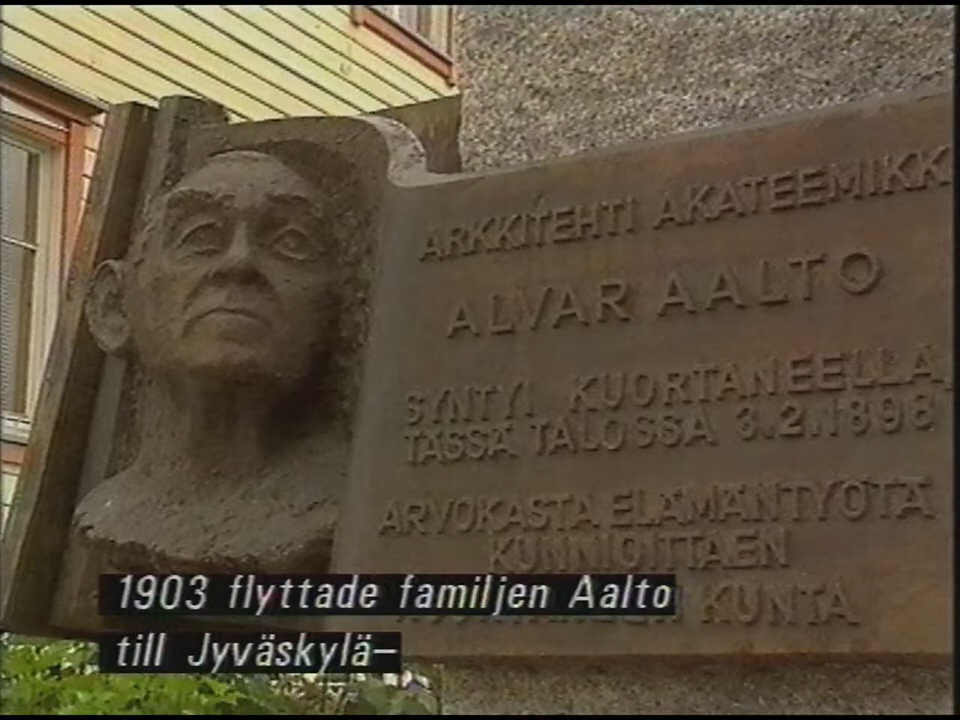 ARKKITEHTI AKATEEMIKK
ALVAR AALTO
SYNTYI KUORTANEELLA
TÄSSÄ TALOSSA 3.2.1898
ARVOKASTA ELÄMÄNTYÖTÄ
KUNNIOITTAEN
KUNTA
1903 flyttade familjen Aalto
till Jyväskylä–